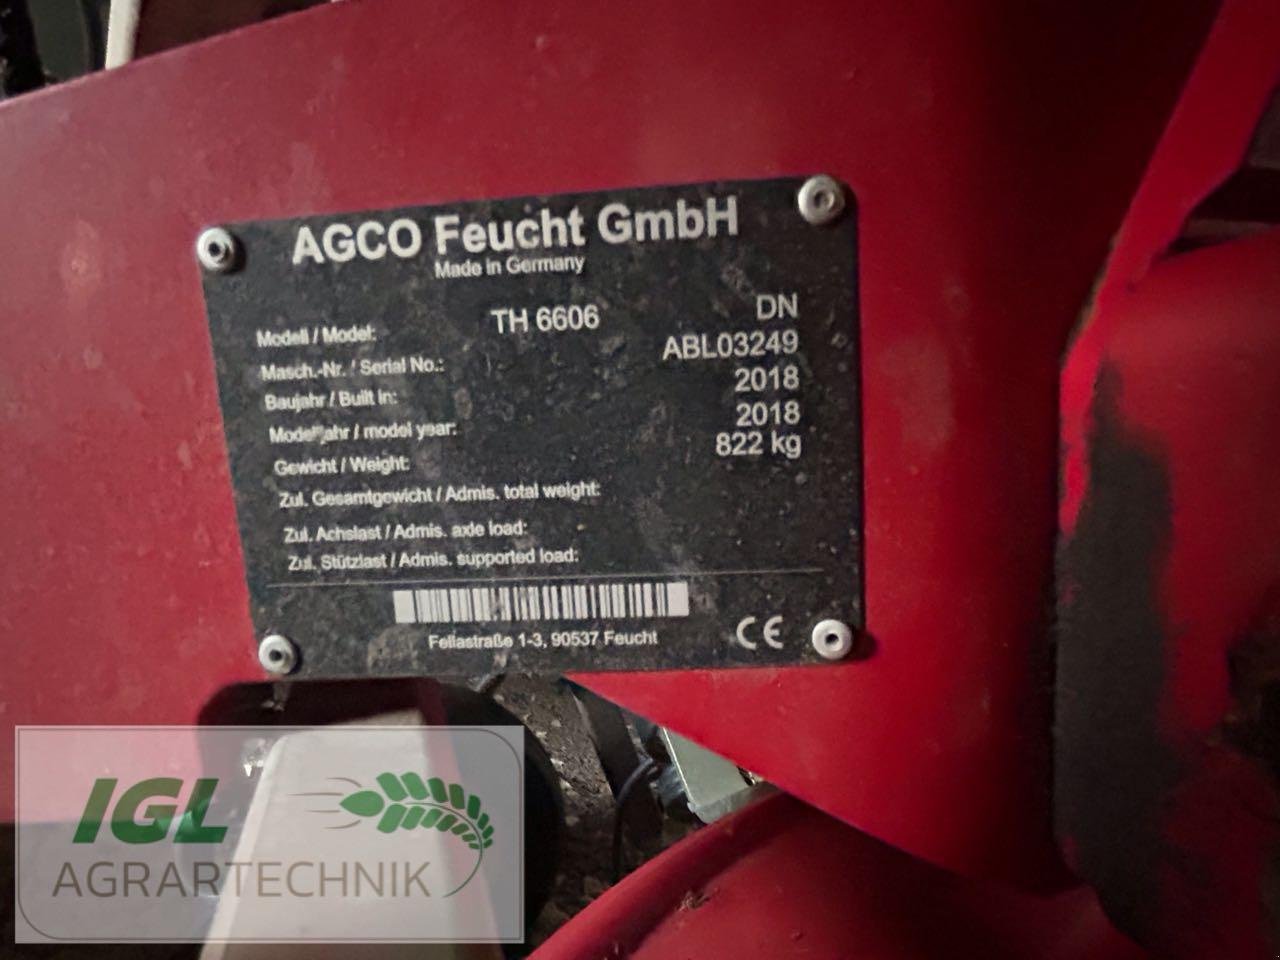 AGCO Feucht GmbH
Made in Germany
Modell / Model: TH 6606 DN
Masch.-Nr. / Serial No.: ABL03249
Baujahr / Built in: 2018
Modelljahr / model year: 2018
Gewicht / Weight: 822 kg
Zul. Gesamtgewicht / Admis. total weight:
Zul. Achslast / Admis. axle load:
Zul. Stützlast / Admis. supported load:
Fellastraße 1-3, 90537 Feucht
CE
IGL
AGRARTECHNIK